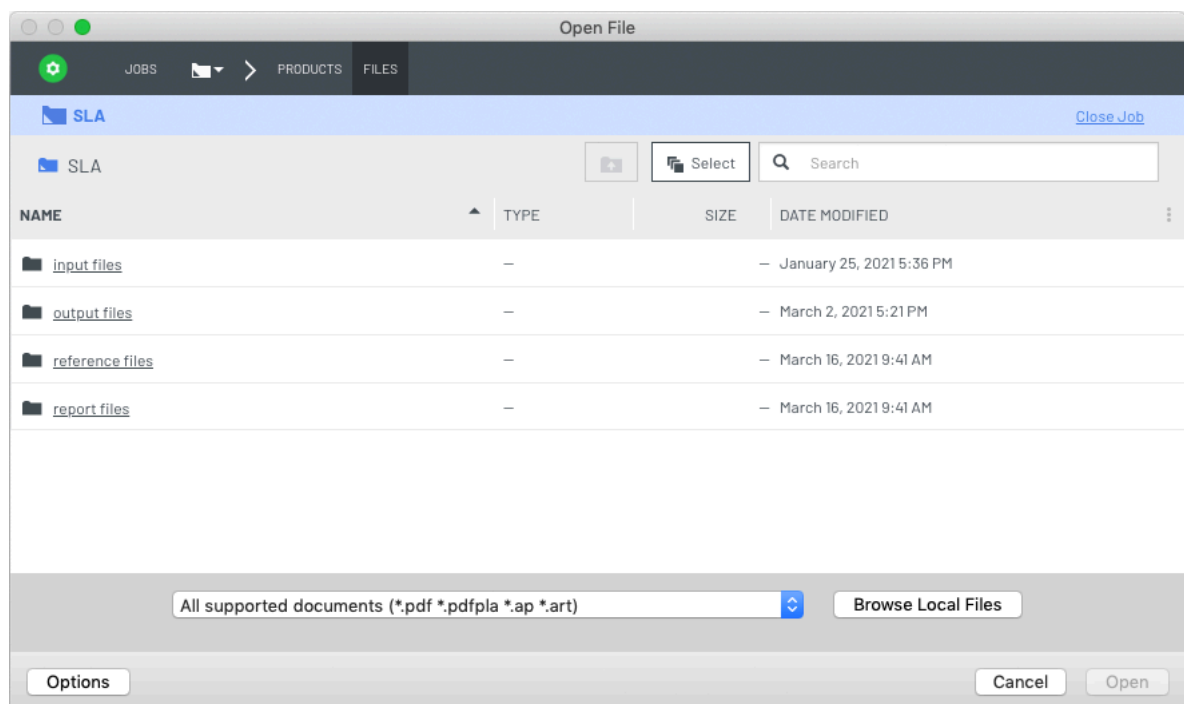 Open File
JOBS PRODUCTS FILES
SLA Close Job
SLA Select Search
NAME TYPE SIZE DATE MODIFIED
input files — — January 25, 2021 5:36 PM
output files — — March 2, 2021 5:21 PM
reference files — — March 16, 2021 9:41 AM
report files — — March 16, 2021 9:41 AM
All supported documents (*.pdf *.pdfpla *.ap *.art) Browse Local Files
Options Cancel Open